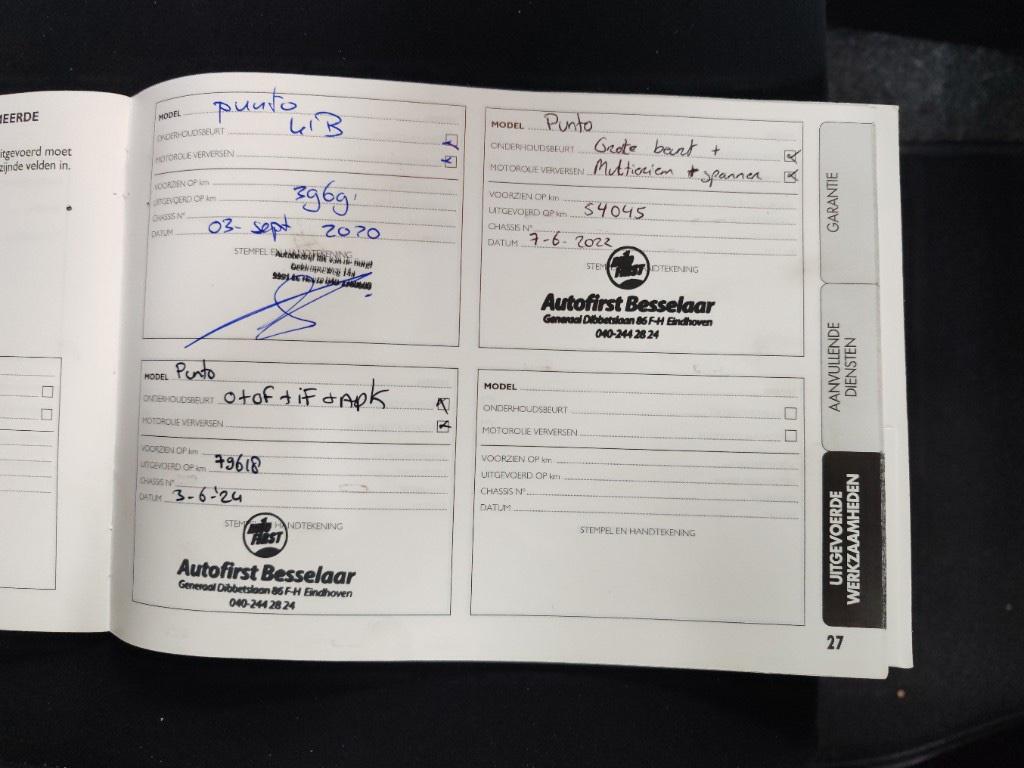 EERDE
itgevoerd moet
zijnde velden in.
MODEL punto
ONDERHOUDSBEURT
MOTOROLIE VERVERSEN
VOORZIEN OP km
UITGEVOERD OP km
CHASSIS N°
DATUM 03-sept 2020
STEMPEL EN HANDTEKENING
MODEL Punto
ONDERHOUDSBEURT Grote beurt +
MOTOROLIE VERVERSEN Multiriem + spanner
VOORZIEN OP km
UITGEVOERD OP km 54045
CHASSIS N°
DATUM 7-6-2022
STEMPEL EN HANDTEKENING
AUTO FIRST
Autofirst Besselaar
Generaal Dibbetslaan 86 F-H Eindhoven
040-244 28 24
MODEL Punto
ONDERHOUDSBEURT O+OF+iF+APK
MOTOROLIE VERVERSEN
VOORZIEN OP km
UITGEVOERD OP km 79618
CHASSIS N°
DATUM 3-6-'24
STEMPEL EN HANDTEKENING
AUTO FIRST
Autofirst Besselaar
Generaal Dibbetslaan 86 F-H Eindhoven
040-244 28 24
MODEL
ONDERHOUDSBEURT
MOTOROLIE VERVERSEN
VOORZIEN OP km
UITGEVOERD OP km
CHASSIS N°
DATUM
STEMPEL EN HANDTEKENING
GARANTIE
AANVULLENDE
DIENSTEN
UITGEVOERDE
WERKZAAMHEDEN
27